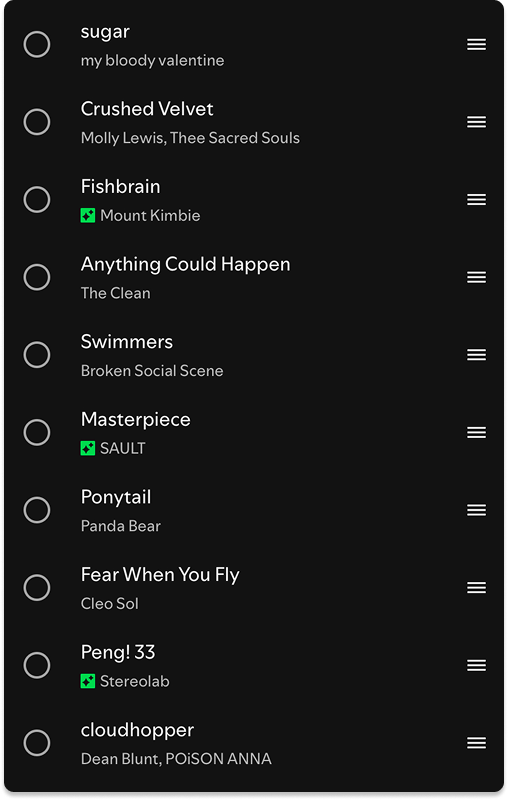 sugar
my bloody valentine
Crushed Velvet
Molly Lewis, Thee Sacred Souls
Fishbrain
Mount Kimbie
Anything Could Happen
The Clean
Swimmers
Broken Social Scene
Masterpiece
SAULT
Ponytail
Panda Bear
Fear When You Fly
Cleo Sol
Peng! 33
Stereolab
cloudhopper
Dean Blunt, POiSON ANNA